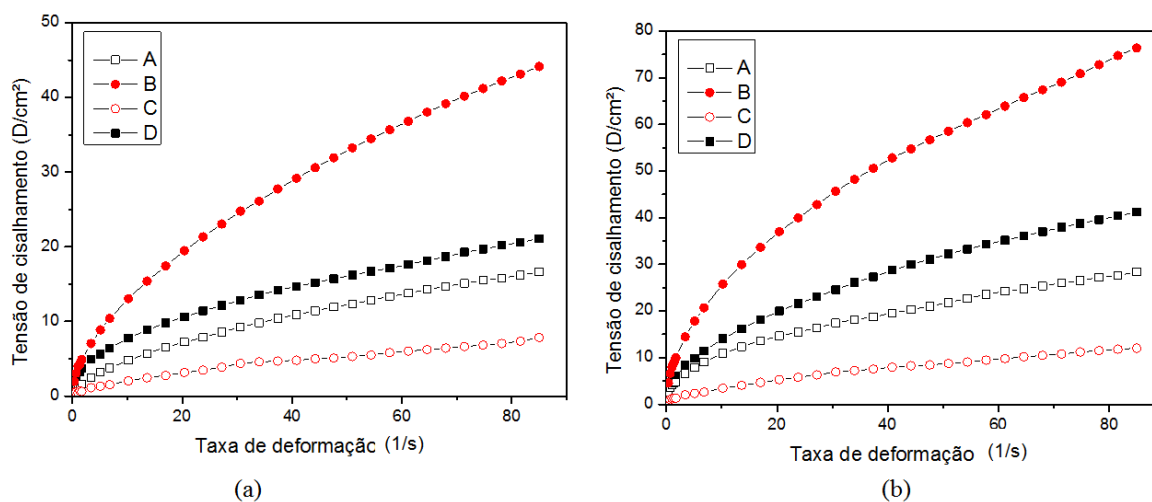 50
40
30
20
10
0
Tensão de cisalhamento (D/cm²)
A
B
C
D
0 20 40 60 80
Taxa de deformação (1/s)
(a)
80
70
60
50
40
30
20
10
0
Tensão de cisalhamento (D/cm²)
A
B
C
D
0 20 40 60 80
Taxa de deformação (1/s)
(b)